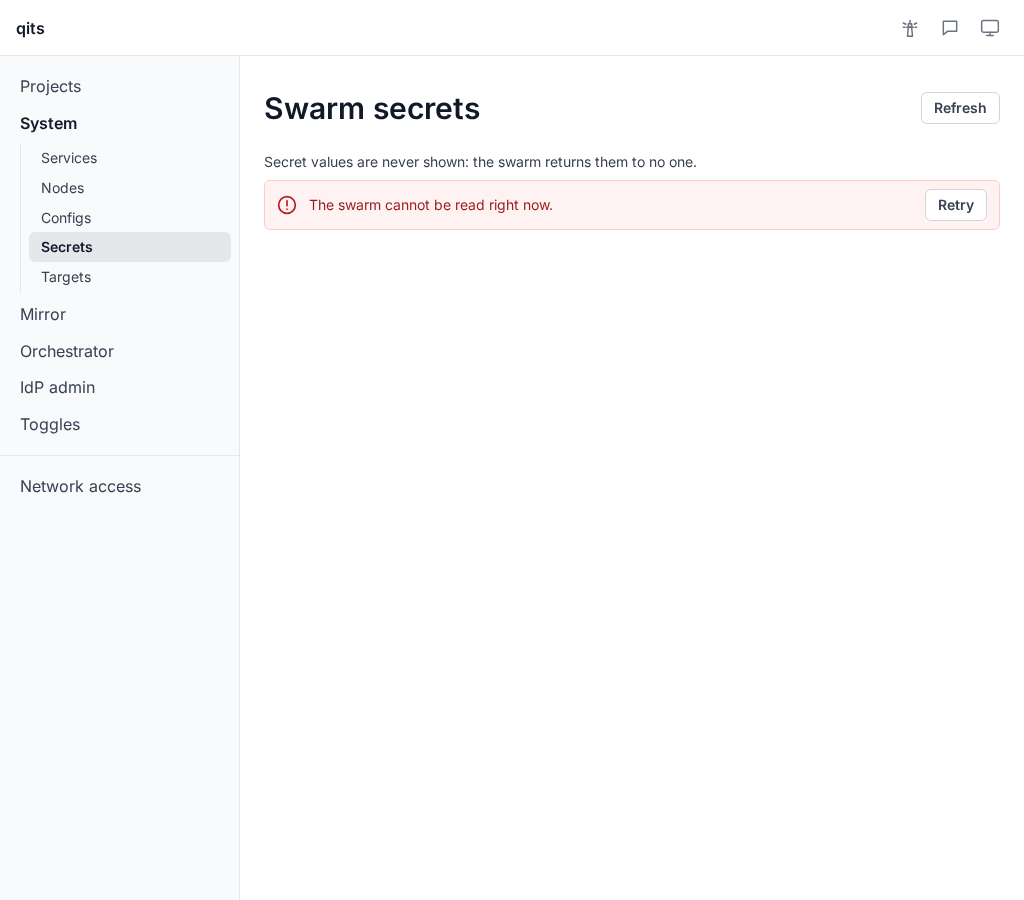 qits
Projects
System
Services
Nodes
Configs
Secrets
Targets
Mirror
Orchestrator
IdP admin
Toggles
Network access
Swarm secrets
Refresh
Secret values are never shown: the swarm returns them to no one.
The swarm cannot be read right now.
Retry